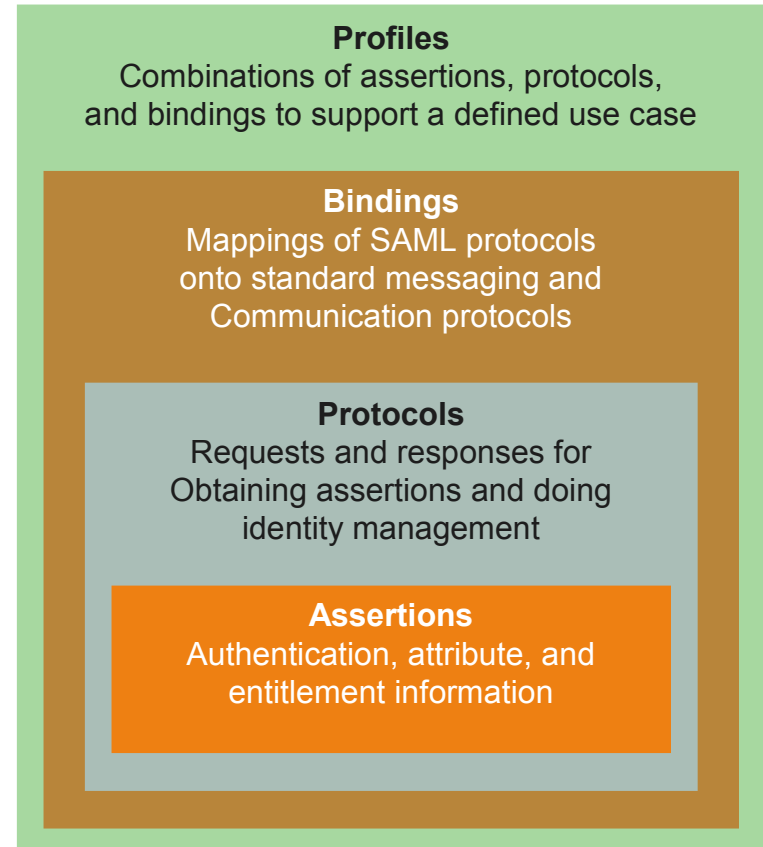 Profiles
Combinations of assertions, protocols,
and bindings to support a defined use case
Bindings
Mappings of SAML protocols
onto standard messaging and
Communication protocols
Protocols
Requests and responses for
Obtaining assertions and doing
identity management
Assertions
Authentication, attribute, and
entitlement information